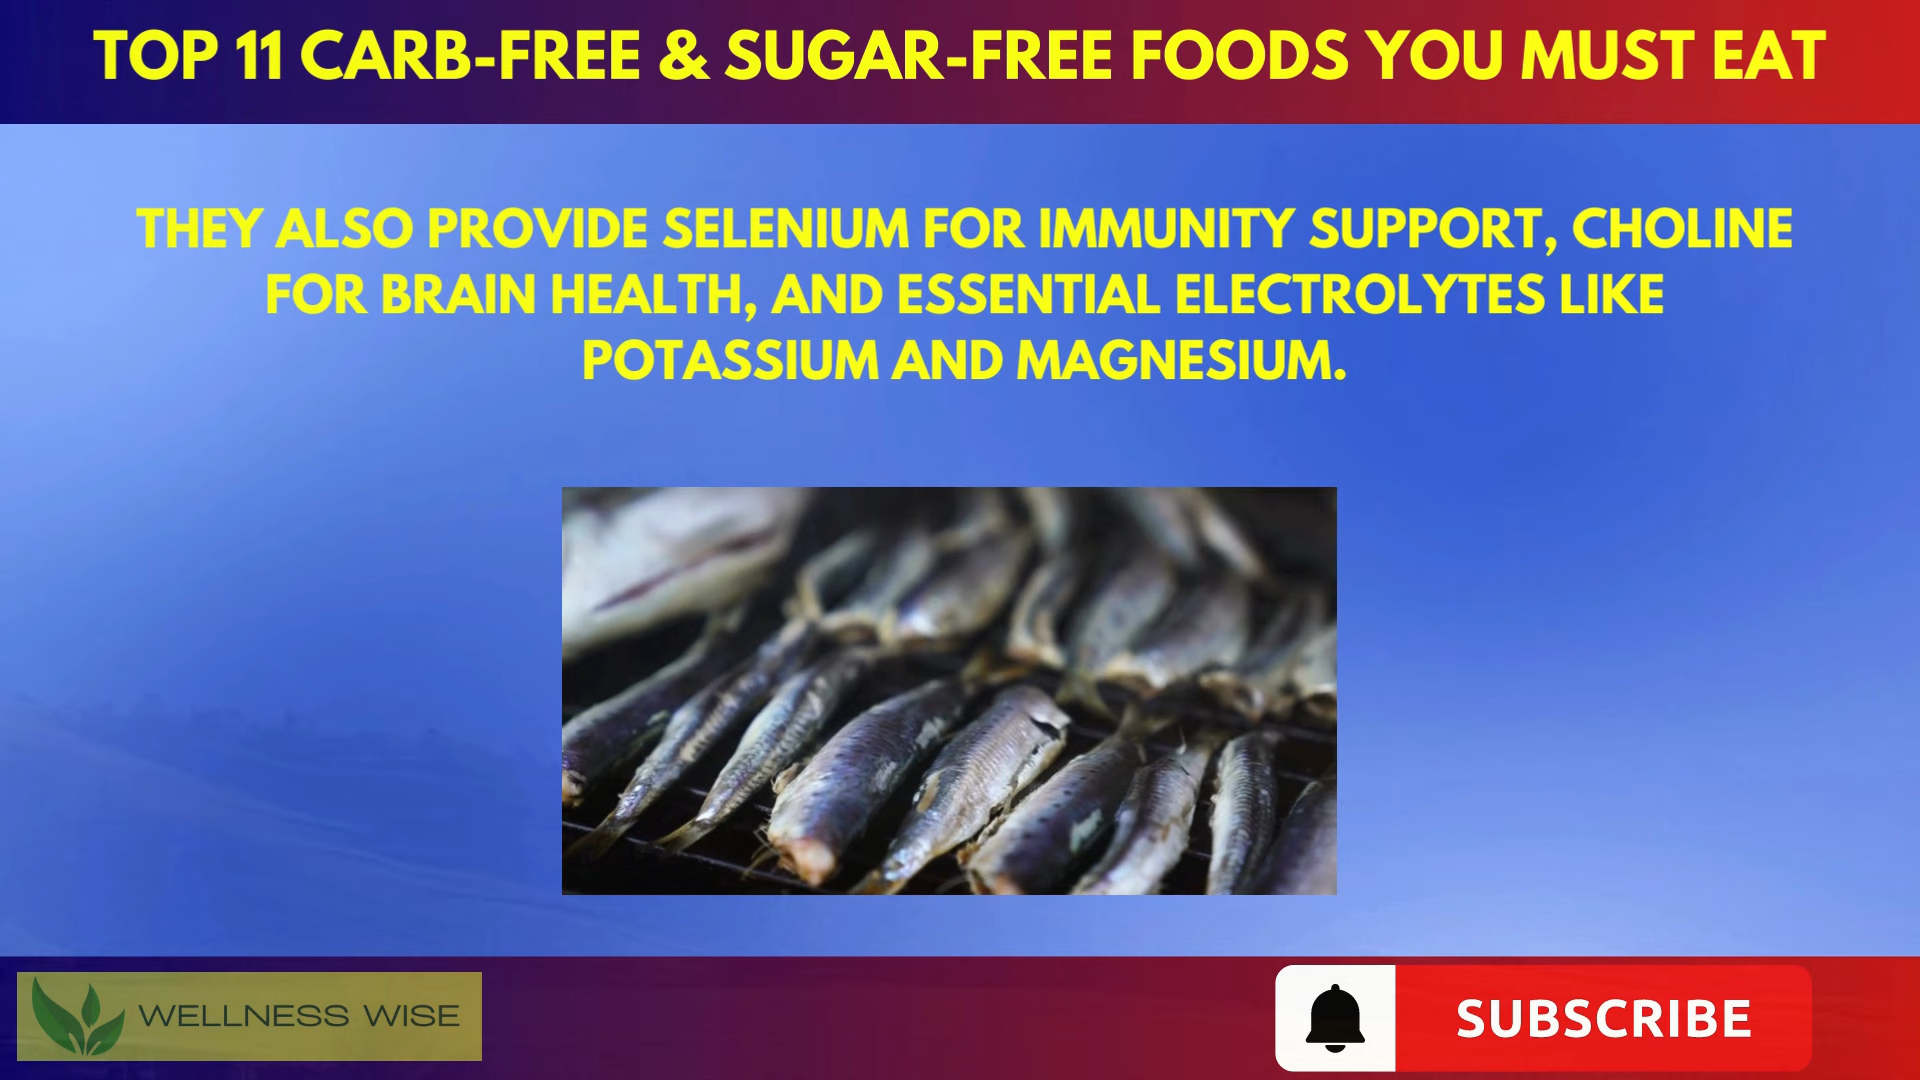 TOP 11 CARB-FREE & SUGAR-FREE FOODS YOU MUST EAT
THEY ALSO PROVIDE SELENIUM FOR IMMUNITY SUPPORT, CHOLINE
FOR BRAIN HEALTH, AND ESSENTIAL ELECTROLYTES LIKE
POTASSIUM AND MAGNESIUM.
WELLNESS WISE
SUBSCRIBE